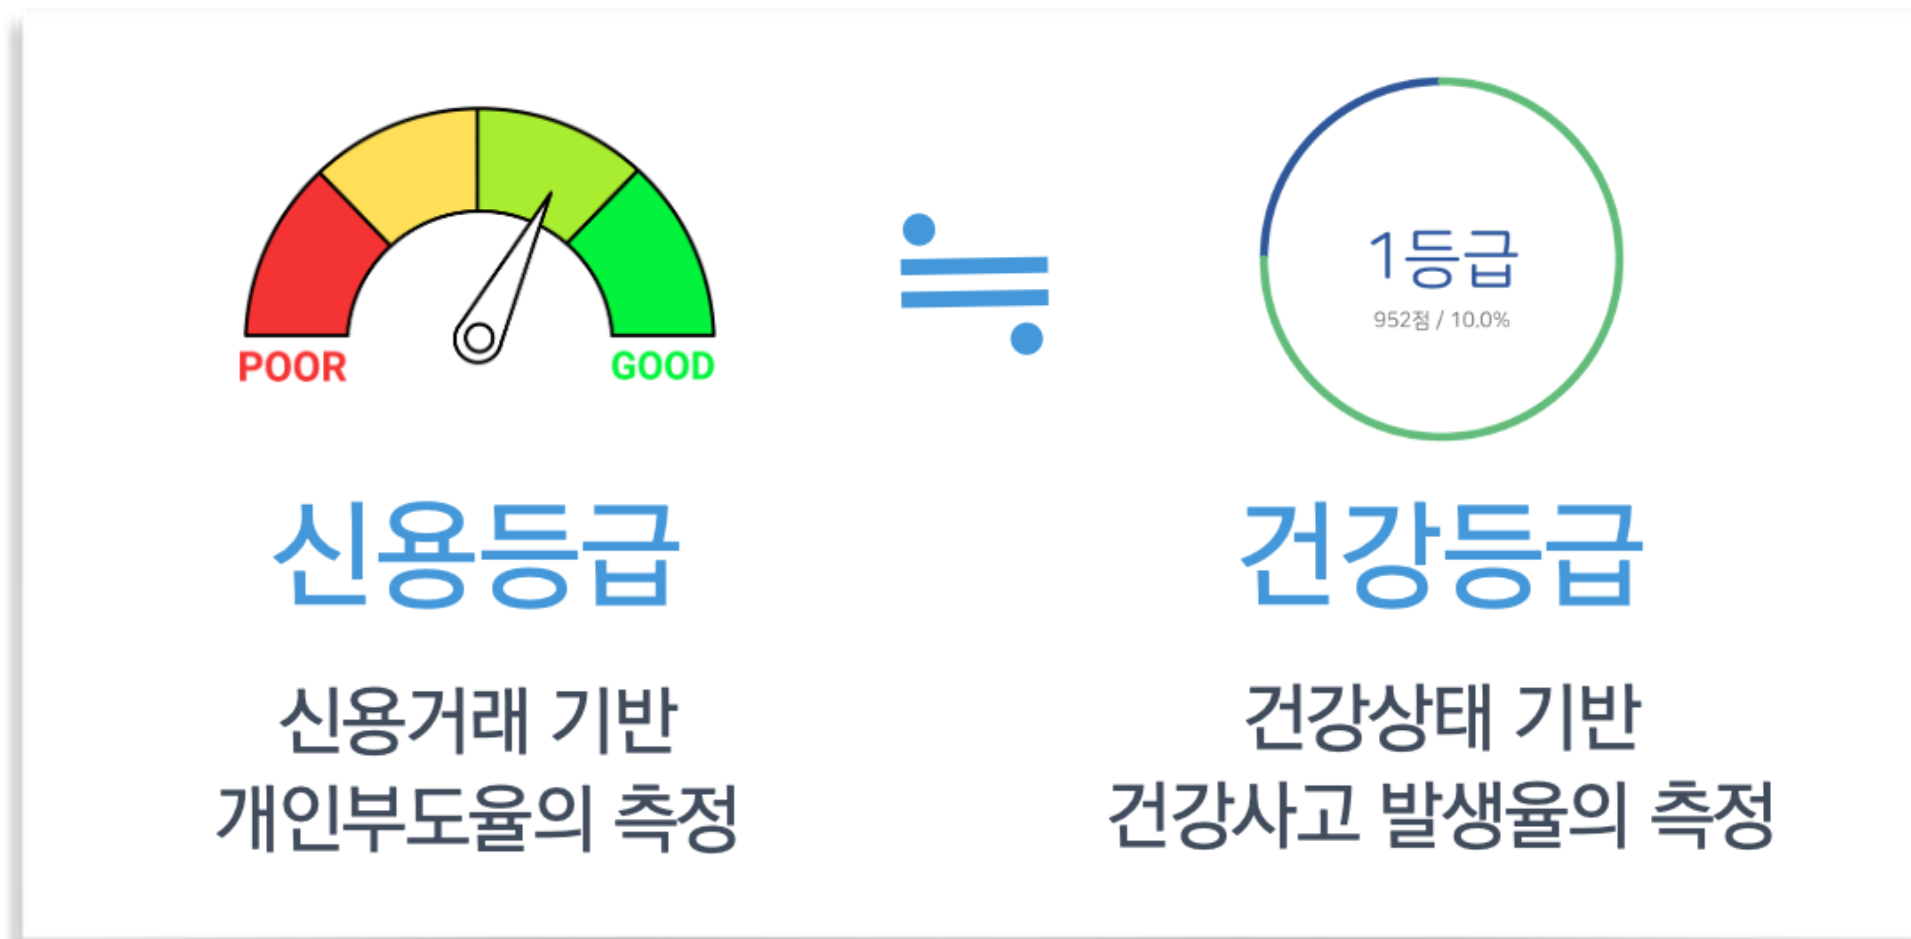 POOR
GOOD
≒
1등급
952점 / 10.0%
신용등급
신용거래 기반
개인부도율의 측정
건강등급
건강상태 기반
건강사고 발생율의 측정